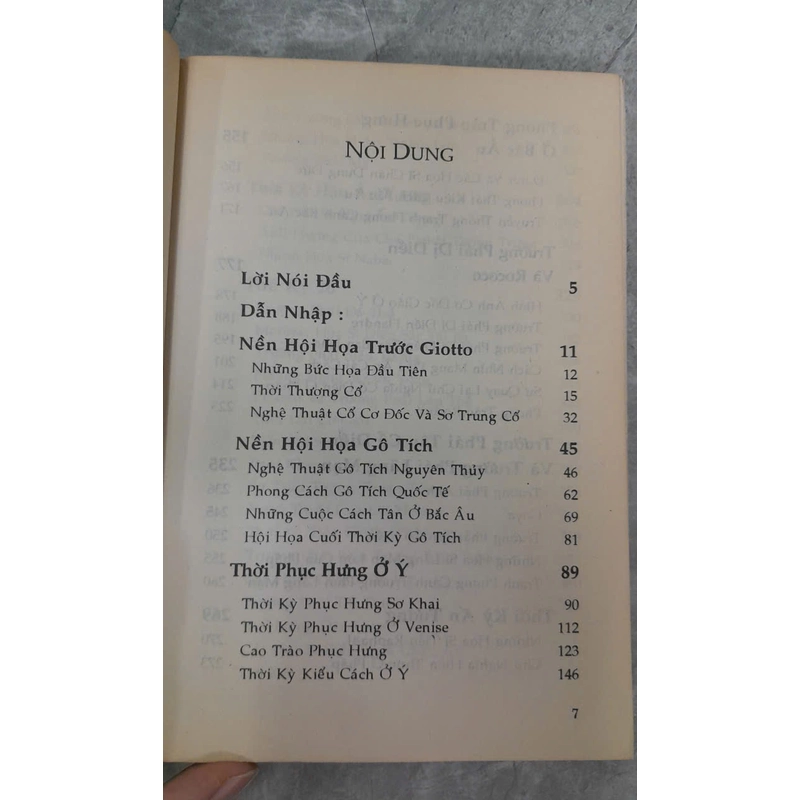 NỘI DUNG
Lời Nói Đầu 5
Dẫn Nhập :
Nền Hội Họa Trước Giotto 11
Những Bức Họa Đầu Tiên 12
Thời Thượng Cổ 15
Nghệ Thuật Cổ Cơ Đốc Và Sơ Trung Cổ 32
Nền Hội Họa Gô Tích 45
Nghệ Thuật Gô Tích Nguyên Thủy 46
Phong Cách Gô Tích Quốc Tế 62
Những Cuộc Cách Tân Ở Bắc Âu 69
Hội Họa Cuối Thời Kỳ Gô Tích 81
Thời Phục Hưng Ở Ý 89
Thời Kỳ Phục Hưng Sơ Khai 90
Thời Kỳ Phục Hưng Ở Venise 112
Cao Trào Phục Hưng 123
Thời Kỳ Kiểu Cách Ở Ý 146
7